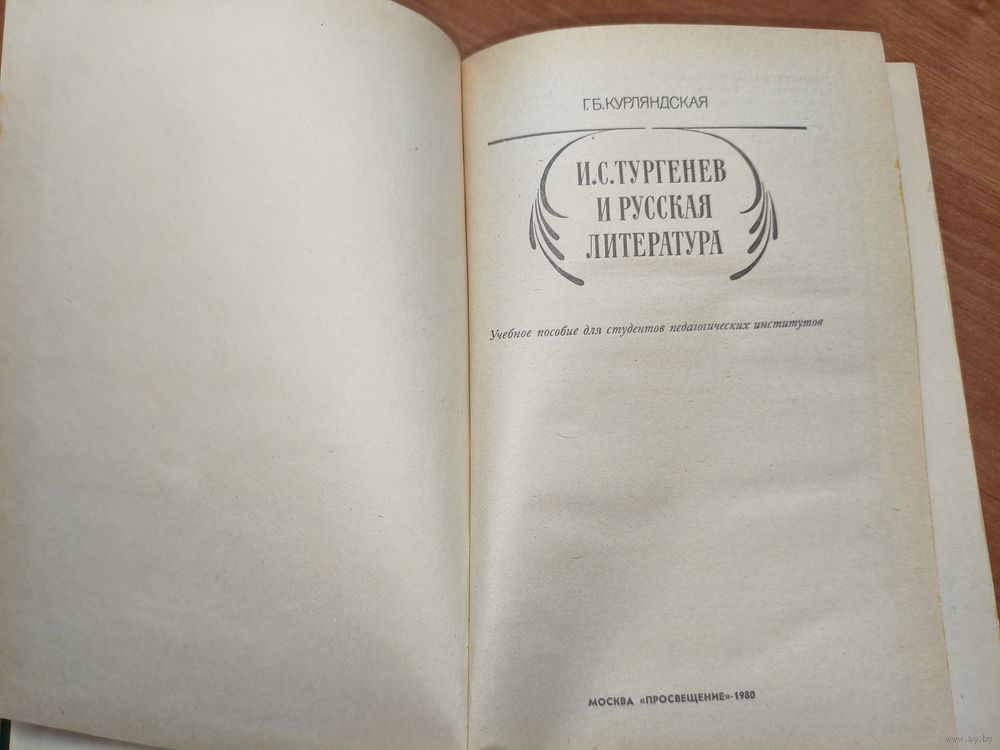 Г.Б.КУРЛЯНДСКАЯ
И.С.ТУРГЕНЕВ
И РУССКАЯ
ЛИТЕРАТУРА
Учебное пособие для студентов педагогических институтов
МОСКВА «ПРОСВЕЩЕНИЕ»-1980
www.ay.by